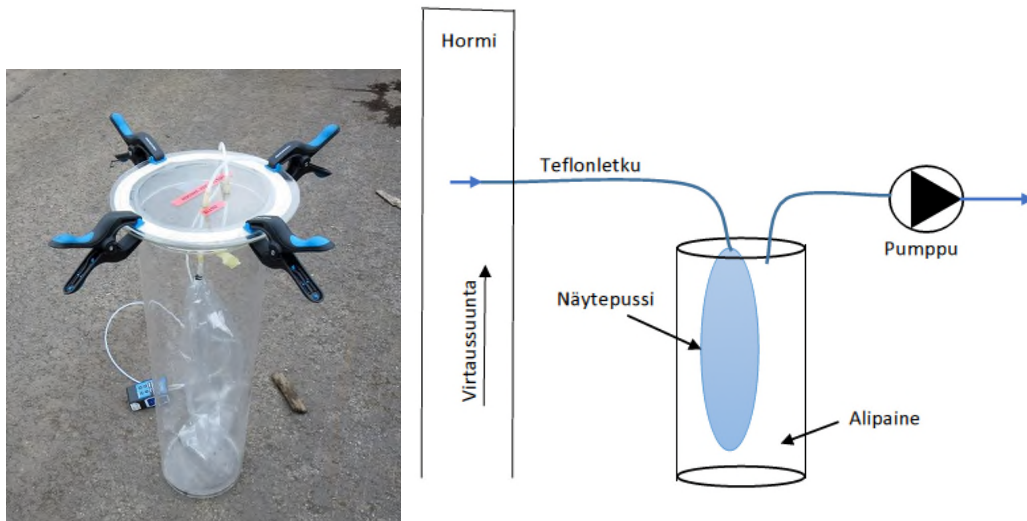 Hormi
Teflonletku
Pumppu
Näytepussi
Virtaussuunta
Alipaine